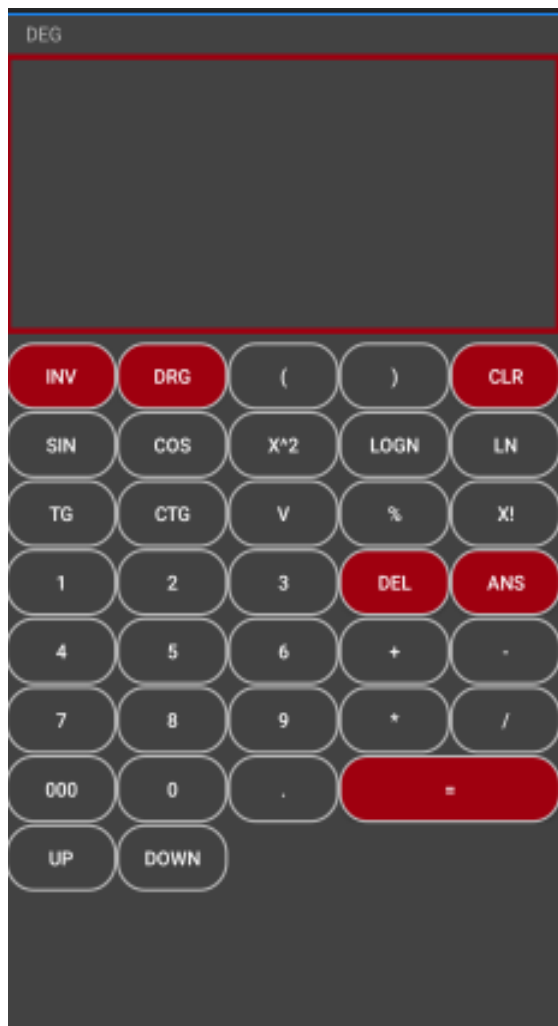 DEG
INV DRG ( ) CLR
SIN COS X^2 LOGN LN
TG CTG V % X!
1 2 3 DEL ANS
4 5 6 + -
7 8 9 * /
000 0 . =
UP DOWN